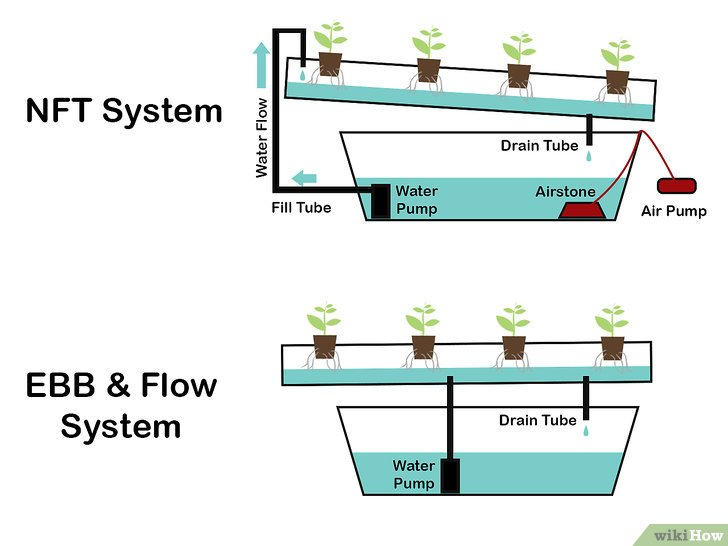 NFT System
Water Flow
Fill Tube
Water
Pump
Drain Tube
Airstone
Air Pump
EBB & Flow
System
Drain Tube
Water
Pump
wikiHow